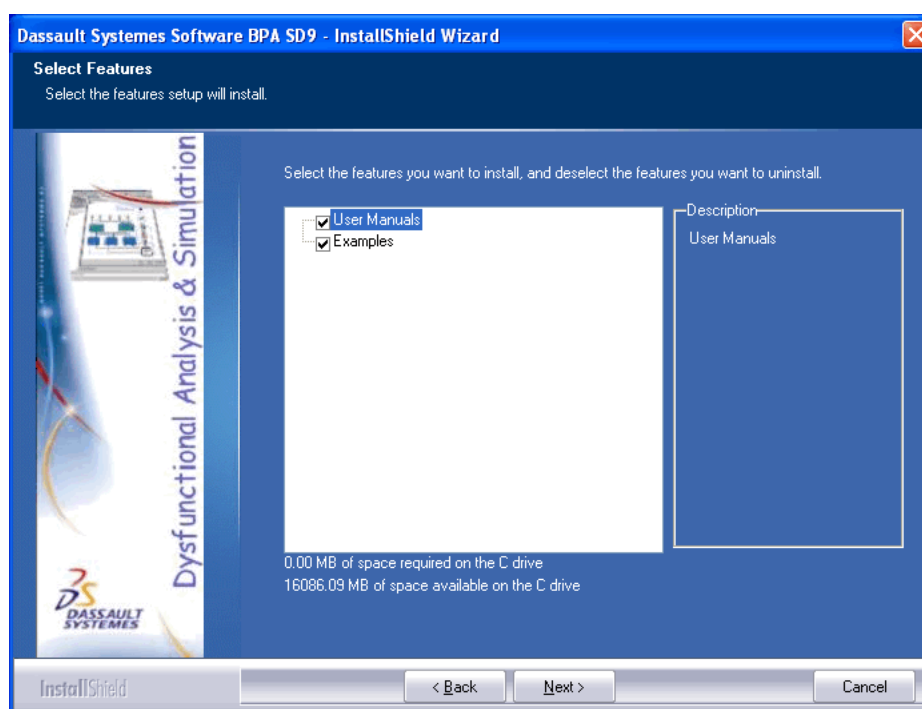 Dassault Systemes Software BPA SD9 - InstallShield Wizard
Select Features
Select the features setup will install.
Dysfunctional Analysis & Simulation
DASSAULT
SYSTEMES
Select the features you want to install, and deselect the features you want to uninstall.
User Manuals
Examples
Description
User Manuals
0.00 MB of space required on the C drive
16086.09 MB of space available on the C drive
InstallShield
< Back
Next >
Cancel